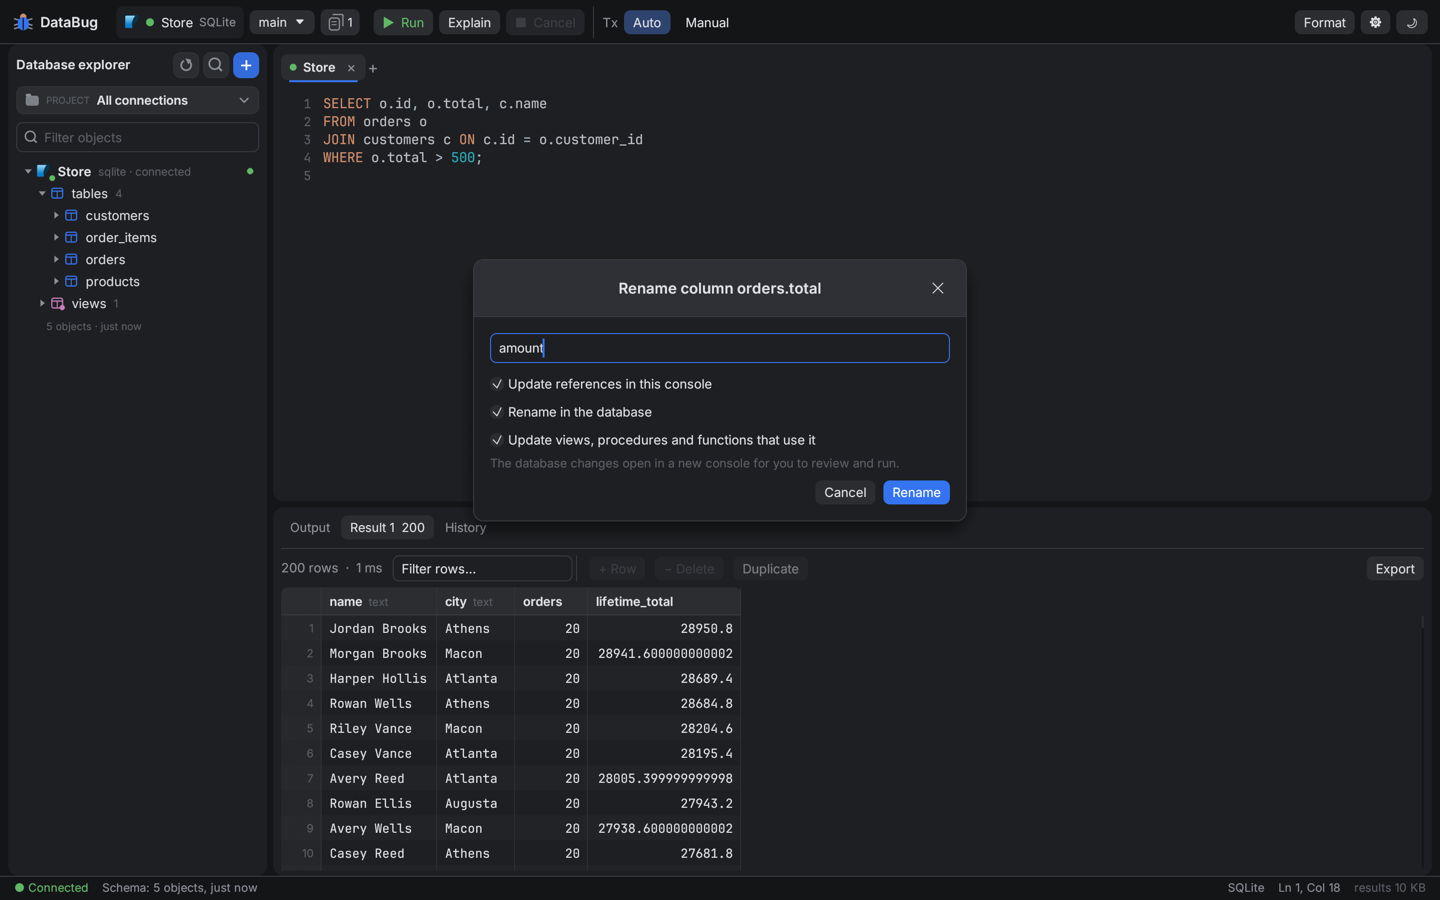 DataBug
Store SQLite
main
1
Run
Explain
Cancel
Tx
Auto
Manual
Format
Database explorer
PROJECT All connections
Filter objects
Store sqlite · connected
tables 4
customers
order_items
orders
products
views 1
5 objects · just now
Store
1 SELECT o.id, o.total, c.name
2 FROM orders o
3 JOIN customers c ON c.id = o.customer_id
4 WHERE o.total > 500;
5
Rename column orders.total
amount
Update references in this console
Rename in the database
Update views, procedures and functions that use it
The database changes open in a new console for you to review and run.
Cancel
Rename
Output
Result 1 200
History
200 rows · 1 ms
Filter rows...
+ Row
− Delete
Duplicate
Export
name text city text orders lifetime_total
1 Jordan Brooks Athens 20 28950.8
2 Morgan Brooks Macon 20 28941.600000000002
3 Harper Hollis Atlanta 20 28689.4
4 Rowan Wells Athens 20 28684.8
5 Riley Vance Macon 20 28204.6
6 Casey Vance Atlanta 20 28195.4
7 Avery Reed Atlanta 20 28005.399999999998
8 Rowan Ellis Augusta 20 27943.2
9 Avery Wells Macon 20 27938.600000000002
10 Casey Reed Athens 20 27681.8
Connected
Schema: 5 objects, just now
SQLite
Ln 1, Col 18
results 10 KB